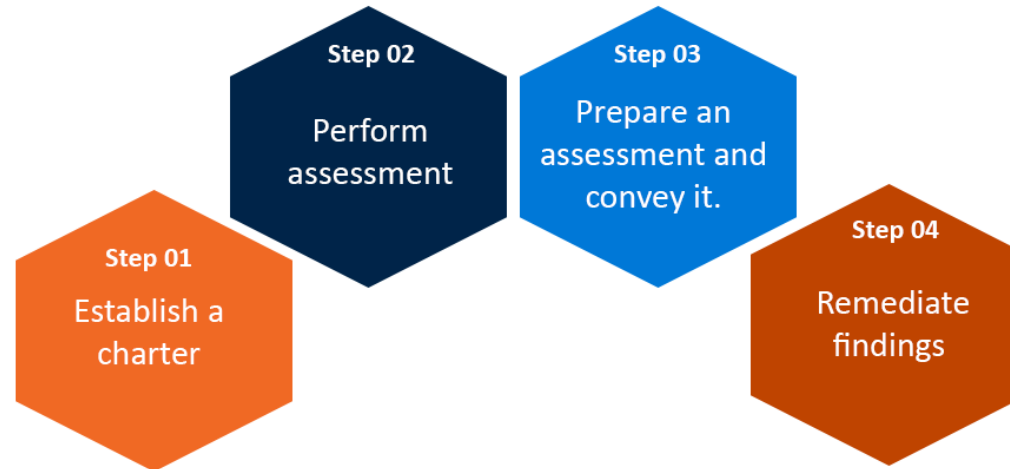 Step 01
Establish a
charter
Step 02
Perform
assessment
Step 03
Prepare an
assessment and
convey it.
Step 04
Remediate
findings